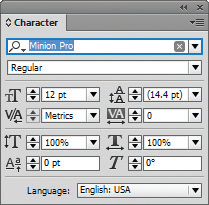 Character
Minion Pro
Regular
12 pt (14.4 pt)
Metrics 0
100% 100%
0 pt 0°
Language: English: USA